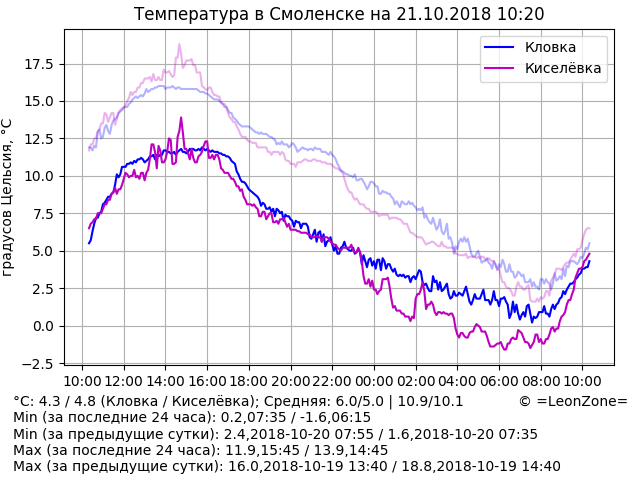 Температура в Смоленске на 21.10.2018 10:20
Кловка
Киселёвка
градусов Цельсия, °C
17.5
15.0
12.5
10.0
7.5
5.0
2.5
0.0
−2.5
10:00 12:00 14:00 16:00 18:00 20:00 22:00 00:00 02:00 04:00 06:00 08:00 10:00
°C: 4.3 / 4.8 (Кловка / Киселёвка); Средняя: 6.0/5.0 | 10.9/10.1 © =LeonZone=
Min (за последние 24 часа): 0.2,07:35 / -1.6,06:15
Min (за предыдущие сутки): 2.4,2018-10-20 07:55 / 1.6,2018-10-20 07:35
Max (за последние 24 часа): 11.9,15:45 / 13.9,14:45
Max (за предыдущие сутки): 16.0,2018-10-19 13:40 / 18.8,2018-10-19 14:40